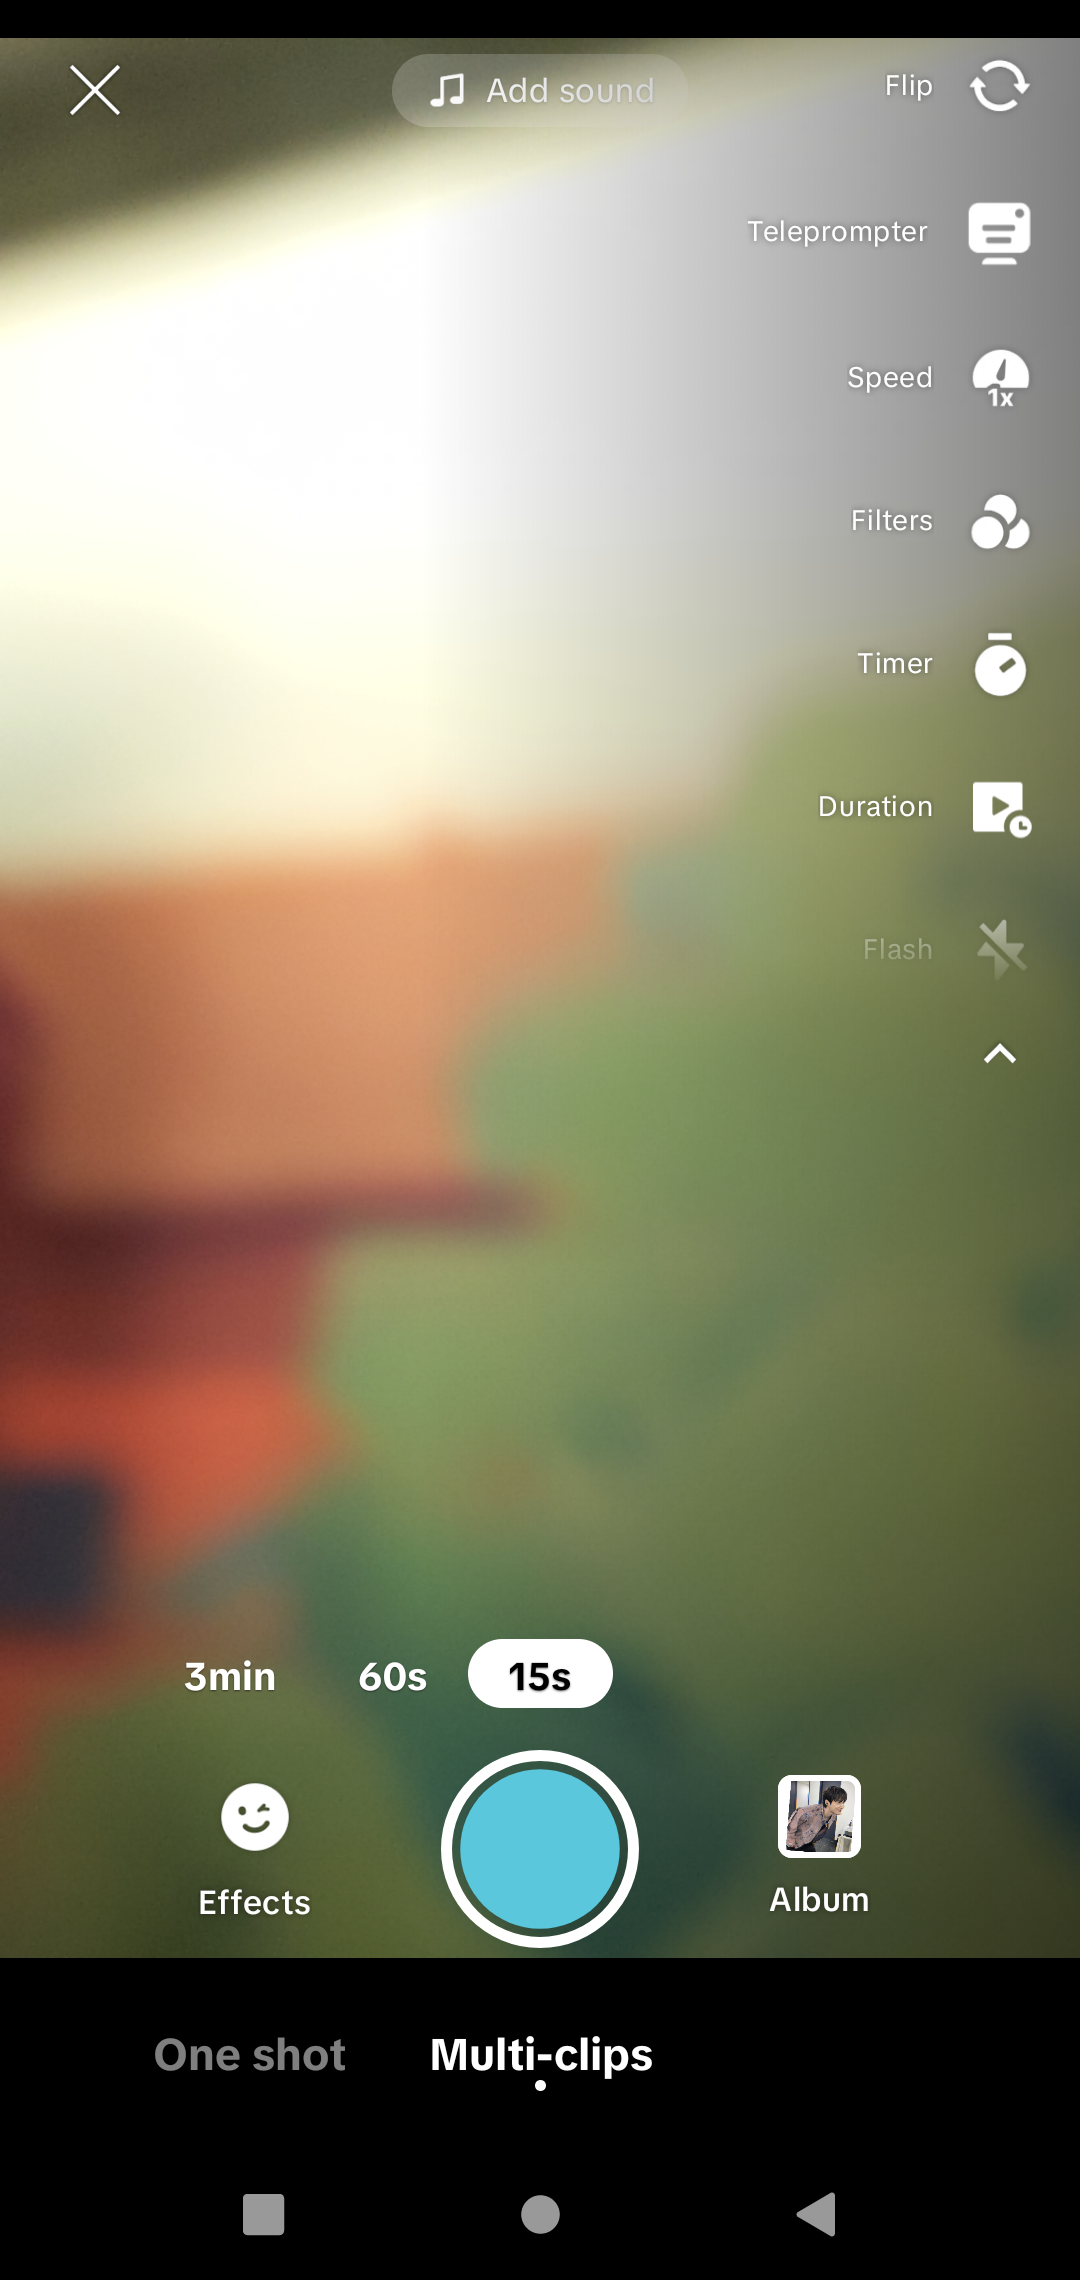 Add sound
Flip
Teleprompter
Speed
1x
Filters
Timer
Duration
Flash
3min
60s
15s
Effects
Album
One shot
Multi-clips